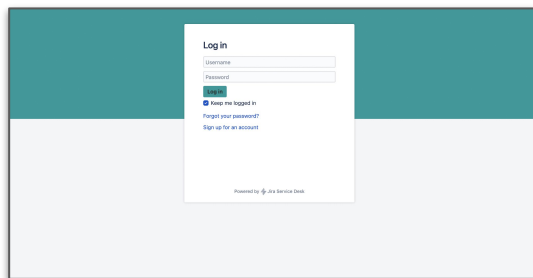 Log in
Username
Password
Log in
Keep me logged in
Forgot your password?
Sign up for an account
Powered by Jira Service Desk